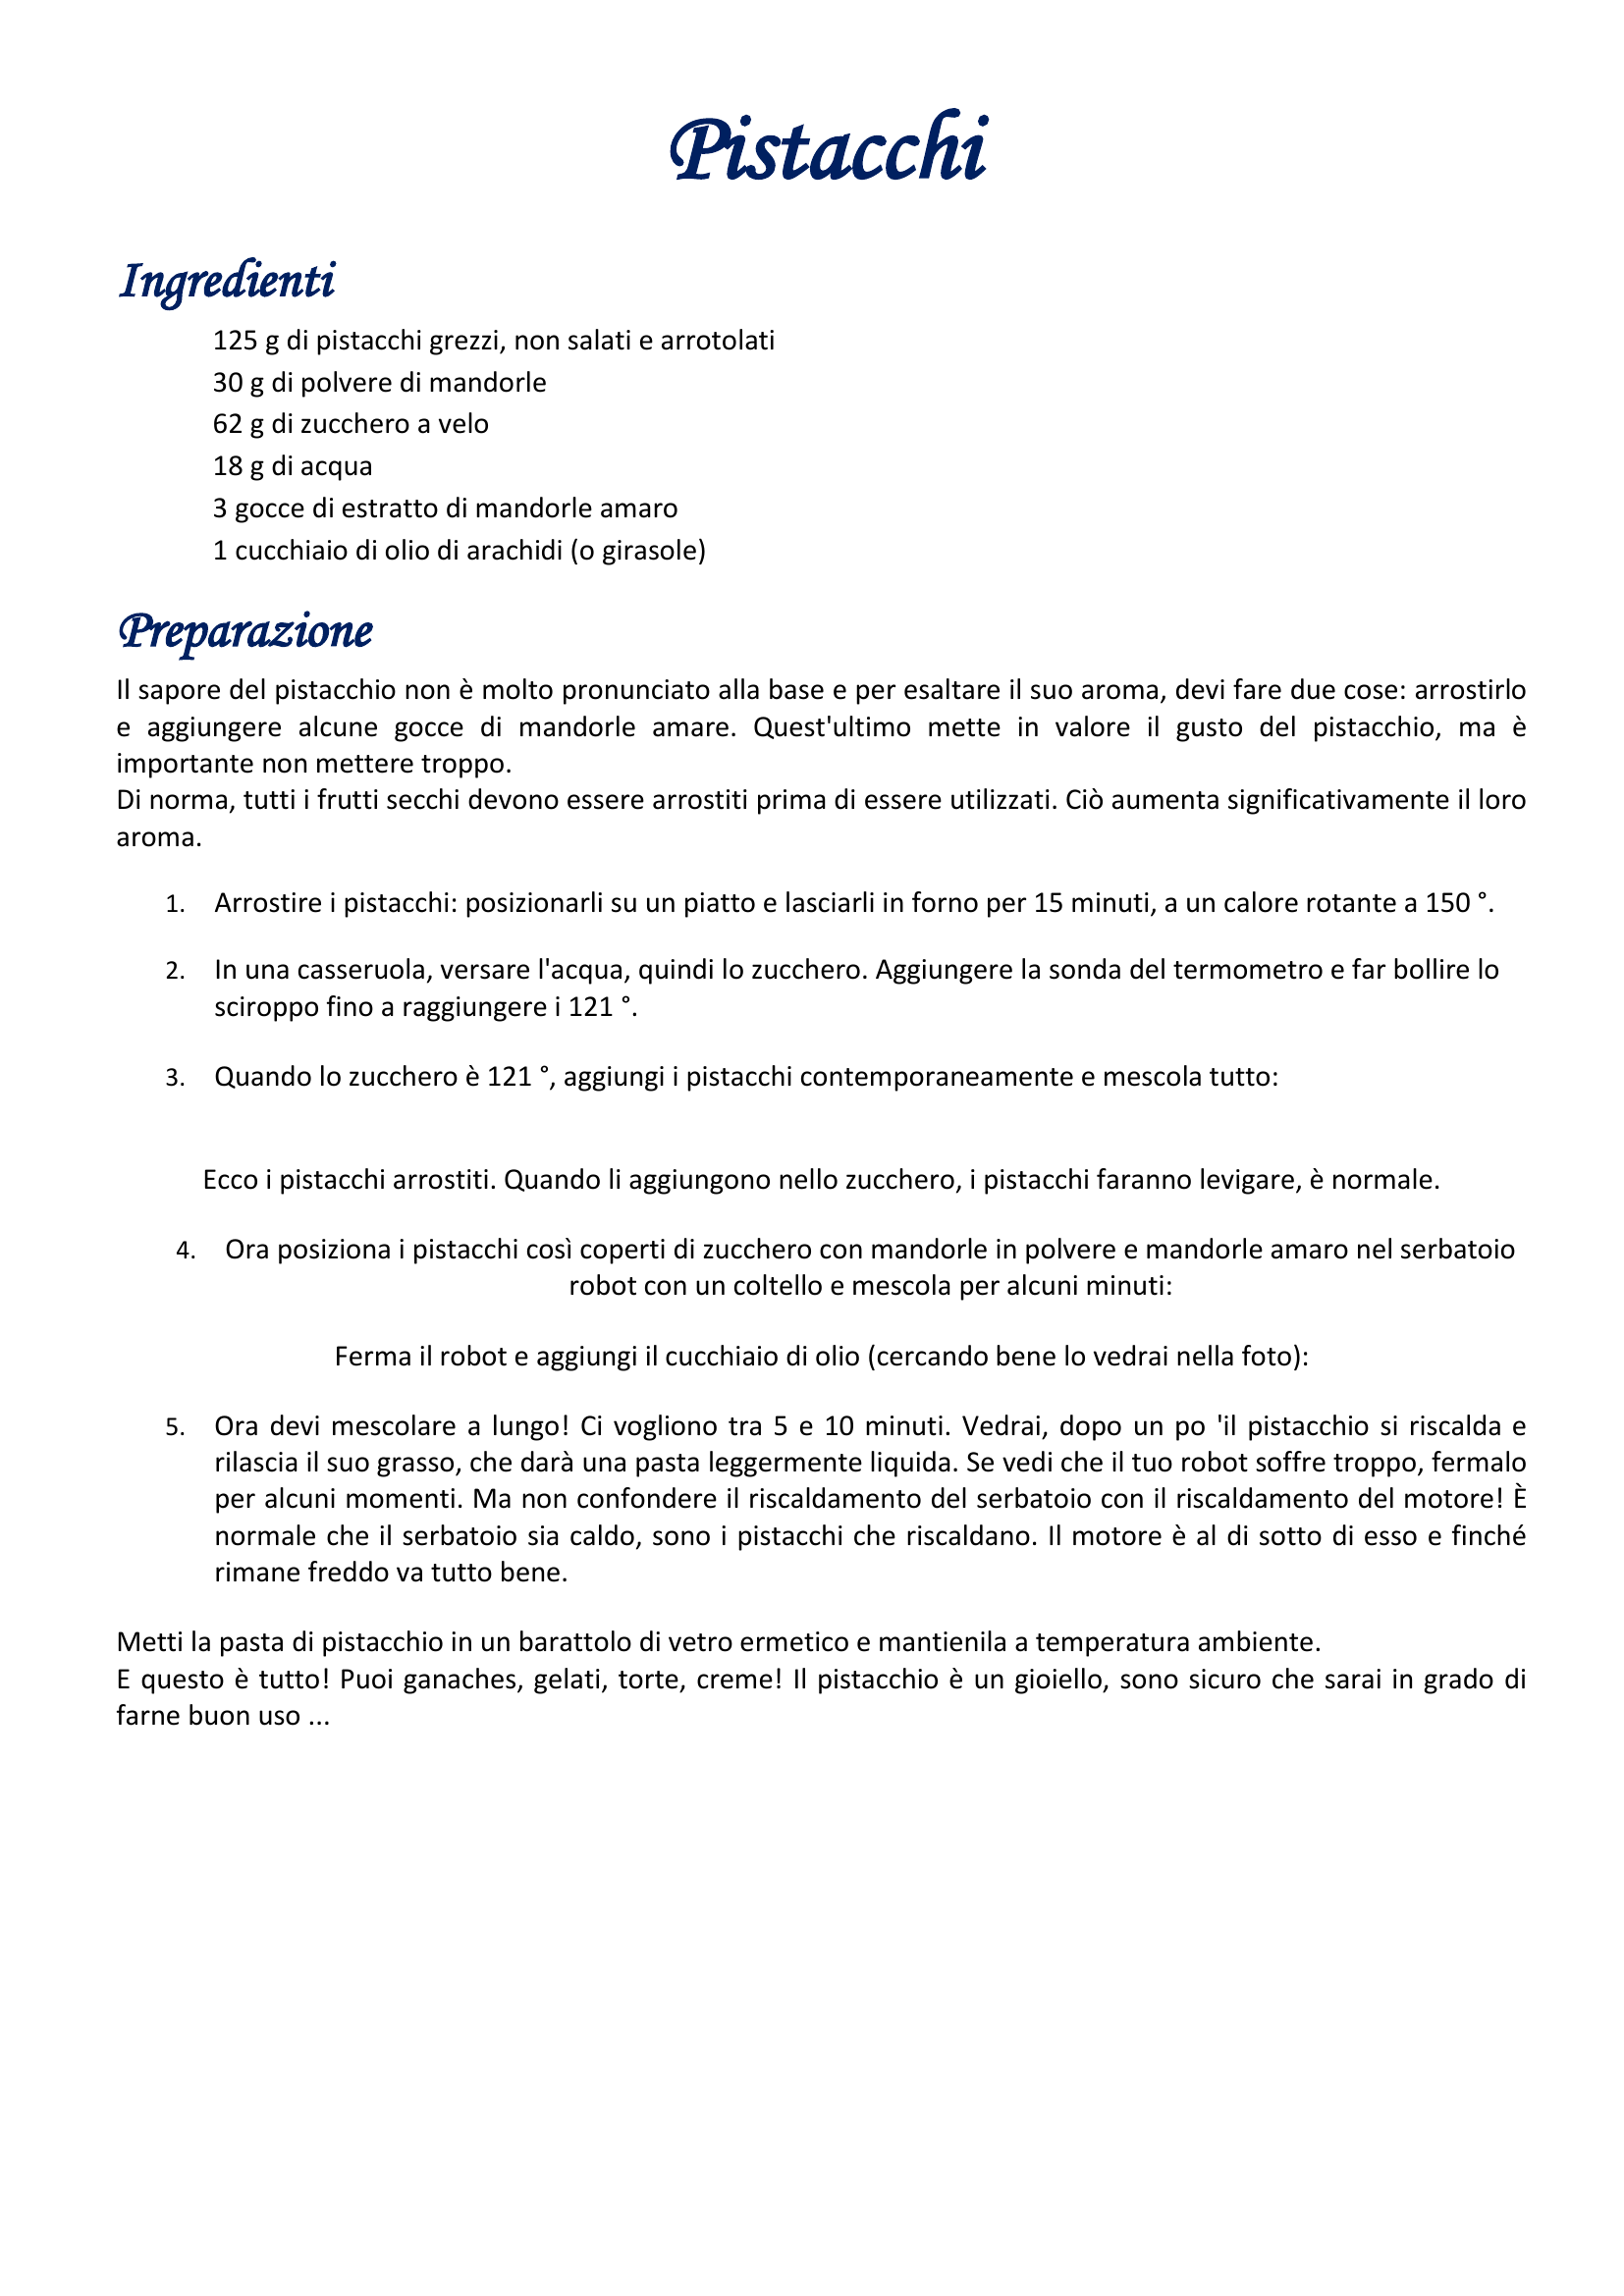 Pistacchi
Ingredienti
125 g di pistacchi grezzi, non salati e arrotolati
30 g di polvere di mandorle
62 g di zucchero a velo
18 g di acqua
3 gocce di estratto di mandorle amaro
1 cucchiaio di olio di arachidi (o girasole)
Preparazione
Il sapore del pistacchio non è molto pronunciato alla base e per esaltare il suo aroma, devi fare due cose: arrostirlo
e aggiungere alcune gocce di mandorle amare. Quest'ultimo mette in valore il gusto del pistacchio, ma è
importante non mettere troppo.
Di norma, tutti i frutti secchi devono essere arrostiti prima di essere utilizzati. Ciò aumenta significativamente il loro
aroma.
1. Arrostire i pistacchi: posizionarli su un piatto e lasciarli in forno per 15 minuti, a un calore rotante a 150 °.
2. In una casseruola, versare l'acqua, quindi lo zucchero. Aggiungere la sonda del termometro e far bollire lo
sciroppo fino a raggiungere i 121 °.
3. Quando lo zucchero è 121 °, aggiungi i pistacchi contemporaneamente e mescola tutto:
Ecco i pistacchi arrostiti. Quando li aggiungono nello zucchero, i pistacchi faranno levigare, è normale.
4. Ora posiziona i pistacchi così coperti di zucchero con mandorle in polvere e mandorle amaro nel serbatoio
robot con un coltello e mescola per alcuni minuti:
Ferma il robot e aggiungi il cucchiaio di olio (cercando bene lo vedrai nella foto):
5. Ora devi mescolare a lungo! Ci vogliono tra 5 e 10 minuti. Vedrai, dopo un po 'il pistacchio si riscalda e
rilascia il suo grasso, che darà una pasta leggermente liquida. Se vedi che il tuo robot soffre troppo, fermalo
per alcuni momenti. Ma non confondere il riscaldamento del serbatoio con il riscaldamento del motore! È
normale che il serbatoio sia caldo, sono i pistacchi che riscaldano. Il motore è al di sotto di esso e finché
rimane freddo va tutto bene.
Metti la pasta di pistacchio in un barattolo di vetro ermetico e mantienila a temperatura ambiente.
E questo è tutto! Puoi ganaches, gelati, torte, creme! Il pistacchio è un gioiello, sono sicuro che sarai in grado di
farne buon uso ...